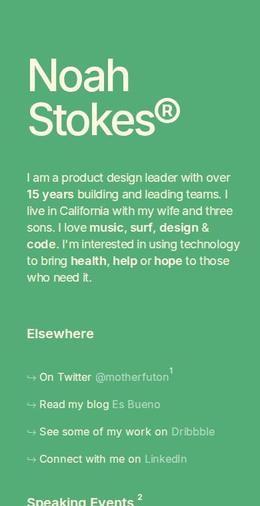 Noah
Stokes®
I am a product design leader with over
15 years building and leading teams. I
live in California with my wife and three
sons. I love music, surf, design &
code. I'm interested in using technology
to bring health, help or hope to those
who need it.
Elsewhere
↪ On Twitter @motherfuton¹
↪ Read my blog Es Bueno
↪ See some of my work on Dribbble
↪ Connect with me on LinkedIn
Speaking Events ²